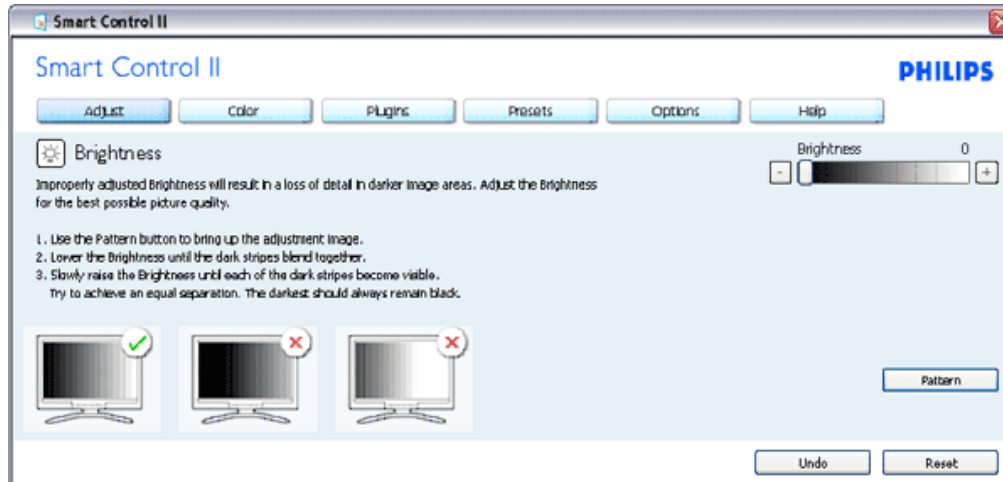 Smart Control II
Smart Control II
PHILIPS
Adjust Color Plugins Presets Options Help
Brightness
Brightness 0
Improperly adjusted Brightness will result in a loss of detail in darker image areas. Adjust the Brightness
for the best possible picture quality.
- +
1. Use the Pattern button to bring up the adjustment image.
2. Lower the Brightness until the dark stripes blend together.
3. Slowly raise the Brightness until each of the dark stripes become visible.
Try to achieve an equal separation. The darkest should always remain black.
Pattern
Undo Reset